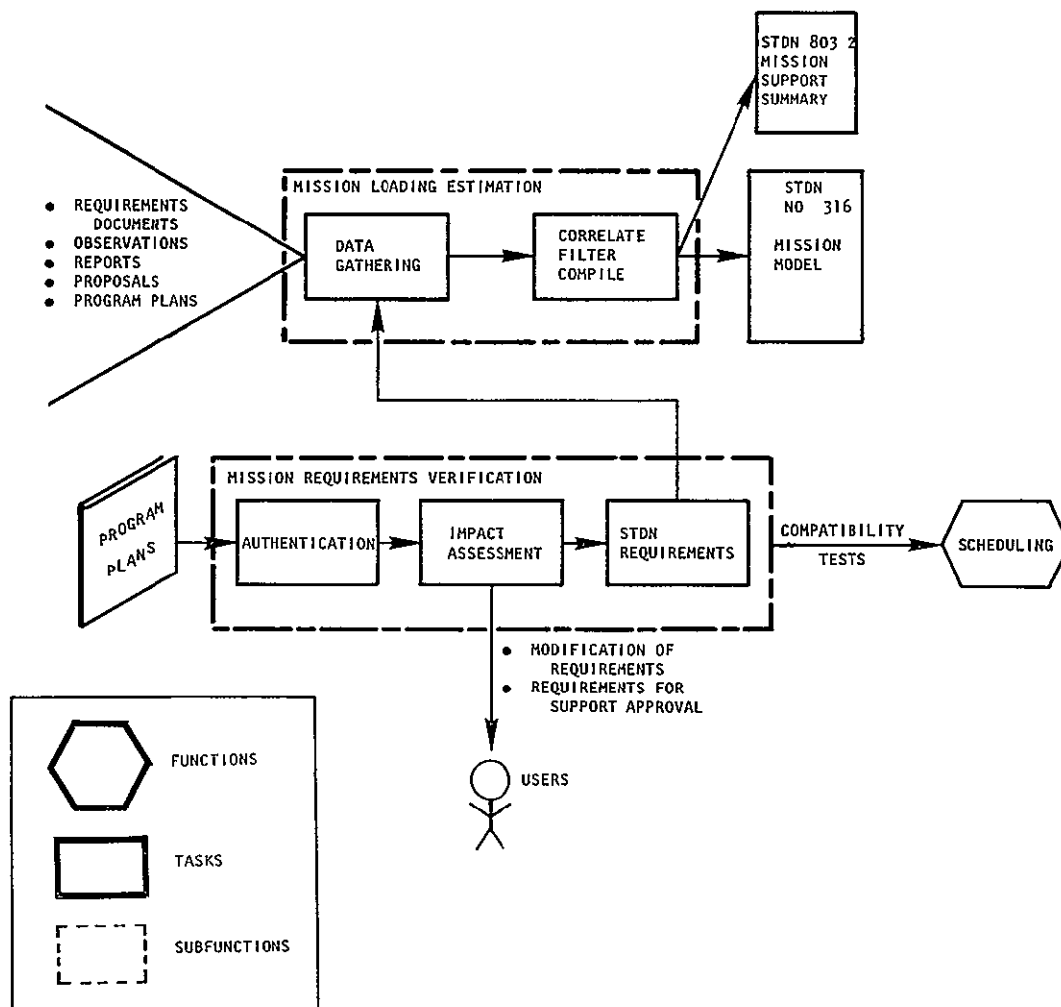 STDN 803 2
MISSION
SUPPORT
SUMMARY
MISSION LOADING ESTIMATION
• REQUIREMENTS
DOCUMENTS
• OBSERVATIONS
• REPORTS
• PROPOSALS
• PROGRAM PLANS
DATA
GATHERING
CORRELATE
FILTER
COMPILE
STDN
NO 316
MISSION
MODEL
MISSION REQUIREMENTS VERIFICATION
PROGRAM
PLANS
AUTHENTICATION
IMPACT
ASSESSMENT
STDN
REQUIREMENTS
COMPATIBILITY
TESTS
SCHEDULING
• MODIFICATION OF
REQUIREMENTS
• REQUIREMENTS FOR
SUPPORT APPROVAL
USERS
FUNCTIONS
TASKS
SUBFUNCTIONS